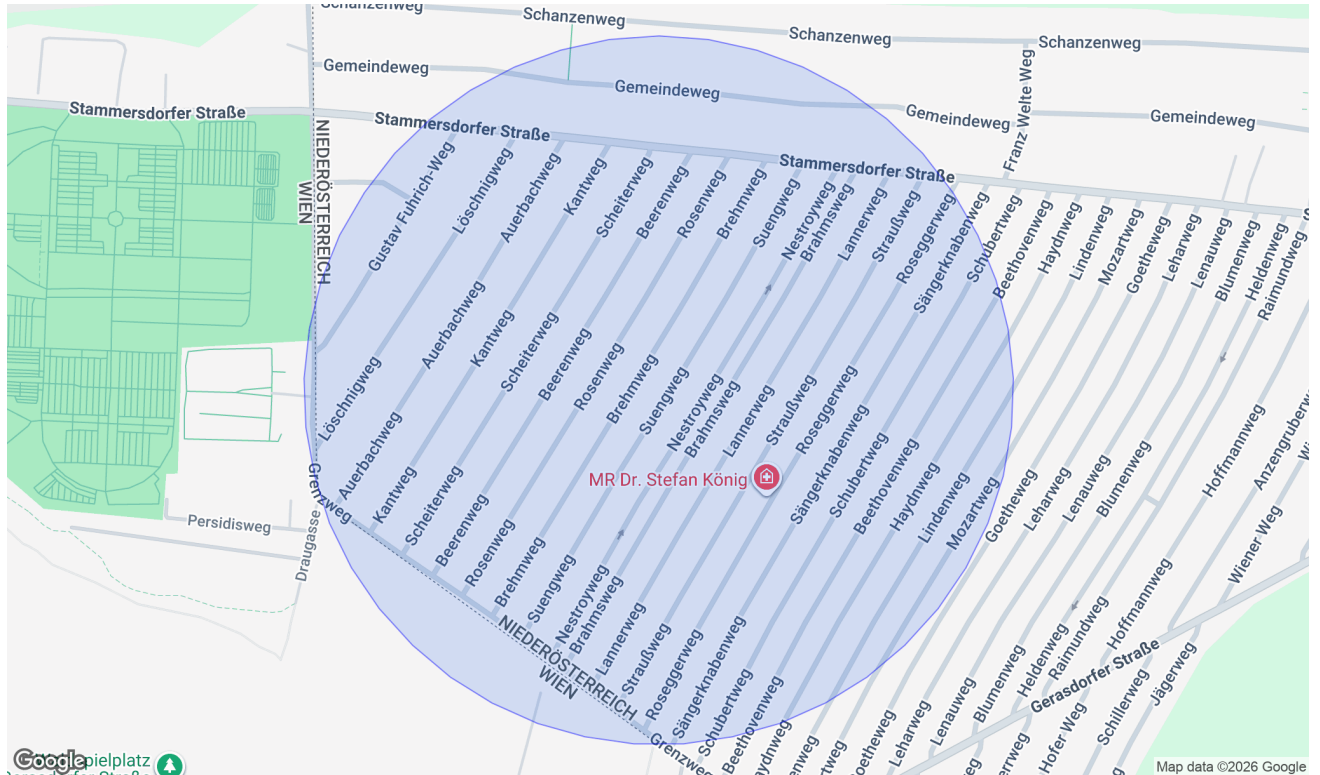 Schanzenweg
Schanzenweg
Schanzenweg
Schanzenweg
Gemeindeweg
Gemeindeweg
Gemeindeweg
Gemeindeweg
Franz Welte Weg
Stammersdorfer Straße
Stammersdorfer Straße
Stammersdorfer Straße
NIEDERÖSTERREICH
WIEN
Gustav Fuhrich-Weg
Löschnigweg
Auerbachweg
Kantweg
Scheiterweg
Beerenweg
Rosenweg
Brehmweg
Suengweg
Nestroyweg
Brahmsweg
Lannerweg
Straußweg
Roseggerweg
Sängerknabenweg
Schubertweg
Beethovenweg
Haydnweg
Lindenweg
Mozartweg
Goetheweg
Leharweg
Lenauweg
Blumenweg
Heldenweg
Raimundweg
Löschnigweg
Auerbachweg
Kantweg
Scheiterweg
Beerenweg
Rosenweg
Brehmweg
Suengweg
Nestroyweg
Brahmsweg
Lannerweg
Straußweg
Roseggerweg
Sängerknabenweg
Schubertweg
Beethovenweg
Haydnweg
Lindenweg
Mozartweg
Goetheweg
Leharweg
Lenauweg
Blumenweg
Hoffmannweg
MR Dr. Stefan König
Grenzweg
Persidisweg
Draugasse
Auerbachweg
Kantweg
Scheiterweg
Beerenweg
Rosenweg
Brehmweg
Suengweg
Nestroyweg
Brahmsweg
Lannerweg
Straußweg
Roseggerweg
Sängerknabenweg
Schubertweg
Beethovenweg
NIEDERÖSTERREICH
WIEN
Grenzweg
Goetheweg
Leharweg
Lenauweg
Blumenweg
Heldenweg
Raimundweg
Hoffmannweg
Wiener Weg
Gerasdorfer Straße
Hofer Weg
Schillerweg
Jägerweg
Google
Map data ©2026 Google